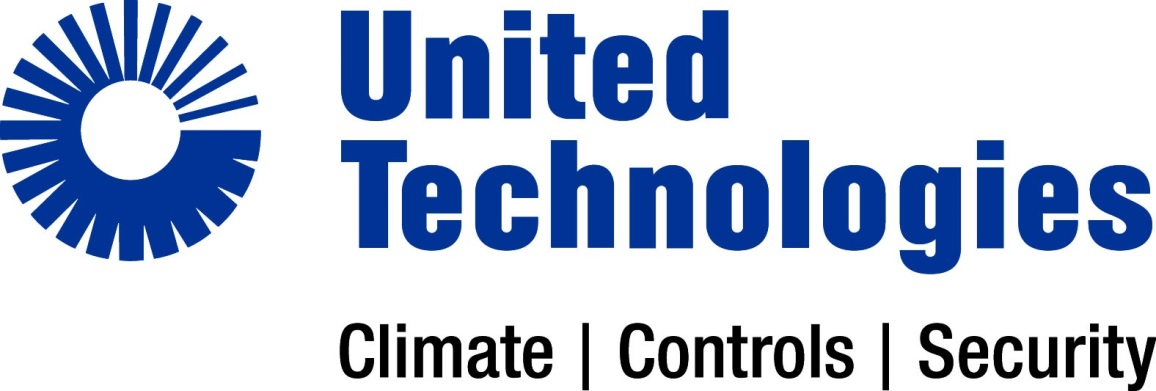 United
Technologies
Climate | Controls | Security